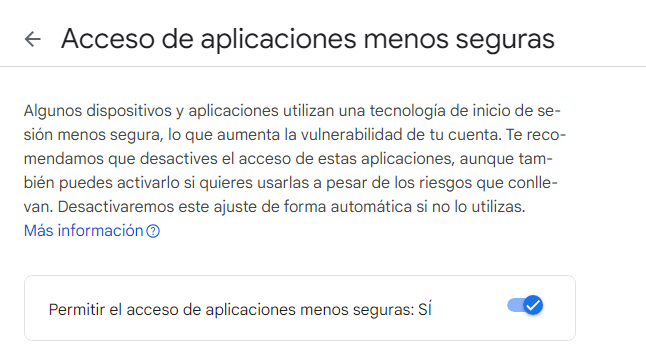 Acceso de aplicaciones menos seguras
Algunos dispositivos y aplicaciones utilizan una tecnología de inicio de se-
sión menos segura, lo que aumenta la vulnerabilidad de tu cuenta. Te reco-
mendamos que desactives el acceso de estas aplicaciones, aunque tam-
bién puedes activarlo si quieres usarlas a pesar de los riesgos que conlle-
van. Desactivaremos este ajuste de forma automática si no lo utilizas.
Más información
Permitir el acceso de aplicaciones menos seguras: SÍ